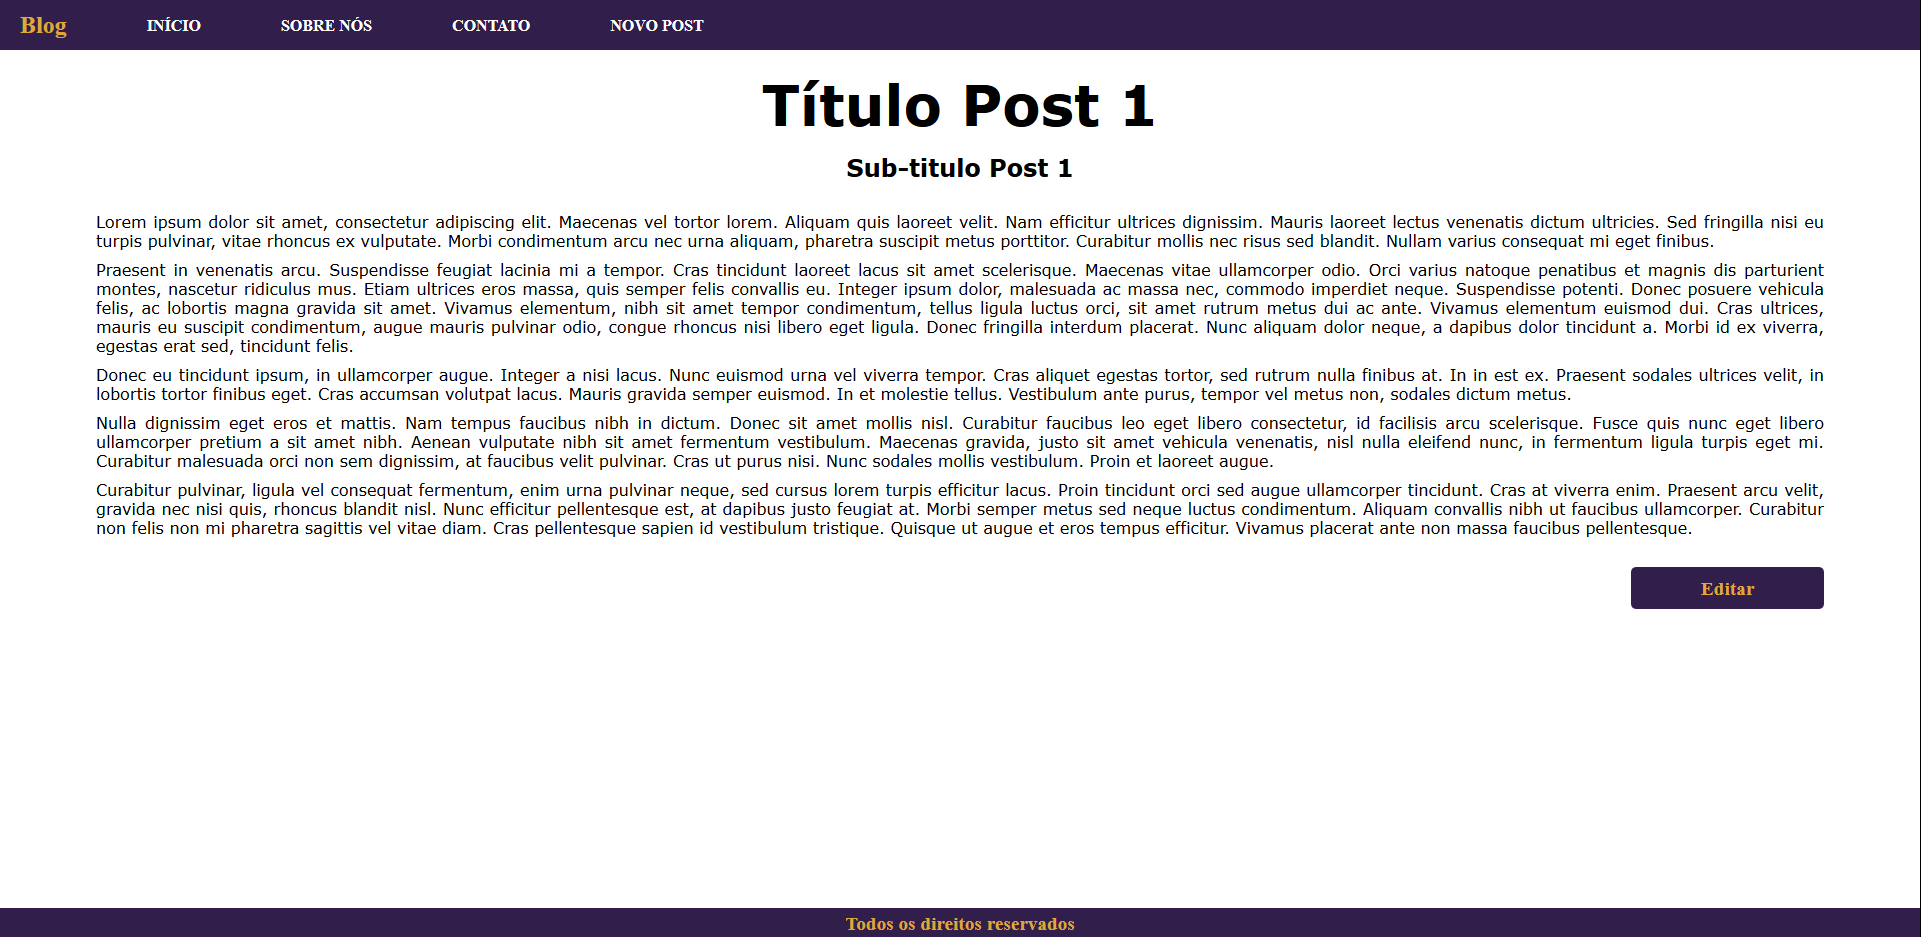 Blog INÍCIO SOBRE NÓS CONTATO NOVO POST
Título Post 1
Sub-titulo Post 1
Lorem ipsum dolor sit amet, consectetur adipiscing elit. Maecenas vel tortor lorem. Aliquam quis laoreet velit. Nam efficitur ultrices dignissim. Mauris laoreet lectus venenatis dictum ultricies. Sed fringilla nisi eu
turpis pulvinar, vitae rhoncus ex vulputate. Morbi condimentum arcu nec urna aliquam, pharetra suscipit metus porttitor. Curabitur mollis nec risus sed blandit. Nullam varius consequat mi eget finibus.
Praesent in venenatis arcu. Suspendisse feugiat lacinia mi a tempor. Cras tincidunt laoreet lacus sit amet scelerisque. Maecenas vitae ullamcorper odio. Orci varius natoque penatibus et magnis dis parturient
montes, nascetur ridiculus mus. Etiam ultrices eros massa, quis semper felis convallis eu. Integer ipsum dolor, malesuada ac massa nec, commodo imperdiet neque. Suspendisse potenti. Donec posuere vehicula
felis, ac lobortis magna gravida sit amet. Vivamus elementum, nibh sit amet tempor condimentum, tellus ligula luctus orci, sit amet rutrum metus dui ac ante. Vivamus elementum euismod dui. Cras ultrices,
mauris eu suscipit condimentum, augue mauris pulvinar odio, congue rhoncus nisi libero eget ligula. Donec fringilla interdum placerat. Nunc aliquam dolor neque, a dapibus dolor tincidunt a. Morbi id ex viverra,
egestas erat sed, tincidunt felis.
Donec eu tincidunt ipsum, in ullamcorper augue. Integer a nisi lacus. Nunc euismod urna vel viverra tempor. Cras aliquet egestas tortor, sed rutrum nulla finibus at. In in est ex. Praesent sodales ultrices velit, in
lobortis tortor finibus eget. Cras accumsan volutpat lacus. Mauris gravida semper euismod. In et molestie tellus. Vestibulum ante purus, tempor vel metus non, sodales dictum metus.
Nulla dignissim eget eros et mattis. Nam tempus faucibus nibh in dictum. Donec sit amet mollis nisl. Curabitur faucibus leo eget libero consectetur, id facilisis arcu scelerisque. Fusce quis nunc eget libero
ullamcorper pretium a sit amet nibh. Aenean vulputate nibh sit amet fermentum vestibulum. Maecenas gravida, justo sit amet vehicula venenatis, nisl nulla eleifend nunc, in fermentum ligula turpis eget mi.
Curabitur malesuada orci non sem dignissim, at faucibus velit pulvinar. Cras ut purus nisi. Nunc sodales mollis vestibulum. Proin et laoreet augue.
Curabitur pulvinar, ligula vel consequat fermentum, enim urna pulvinar neque, sed cursus lorem turpis efficitur lacus. Proin tincidunt orci sed augue ullamcorper tincidunt. Cras at viverra enim. Praesent arcu velit,
gravida nec nisi quis, rhoncus blandit nisl. Nunc efficitur pellentesque est, at dapibus justo feugiat at. Morbi semper metus sed neque luctus condimentum. Aliquam convallis nibh ut faucibus ullamcorper. Curabitur
non felis non mi pharetra sagittis vel vitae diam. Cras pellentesque sapien id vestibulum tristique. Quisque ut augue et eros tempus efficitur. Vivamus placerat ante non massa faucibus pellentesque.
Editar
Todos os direitos reservados